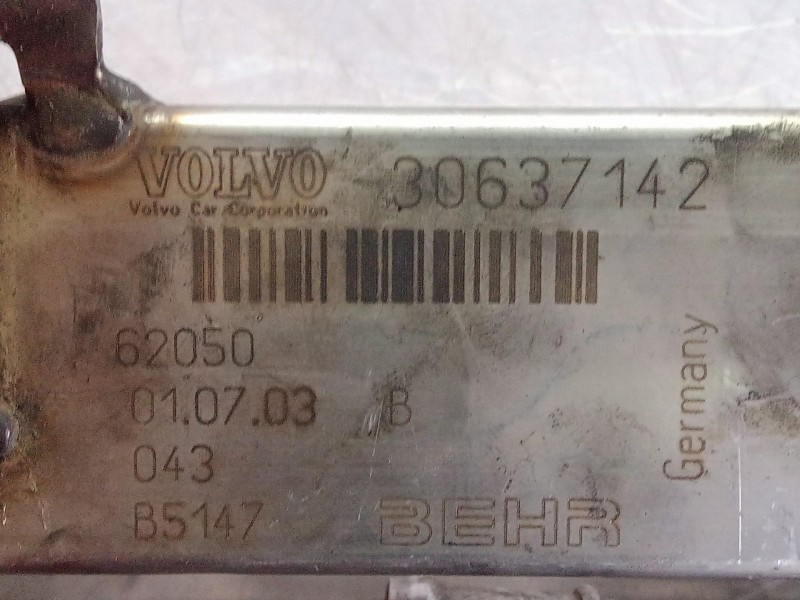 VOLVO 30637142
Volvo Car Corporation
62050
01.07.03 B
043
B5147 BEHR
Germany